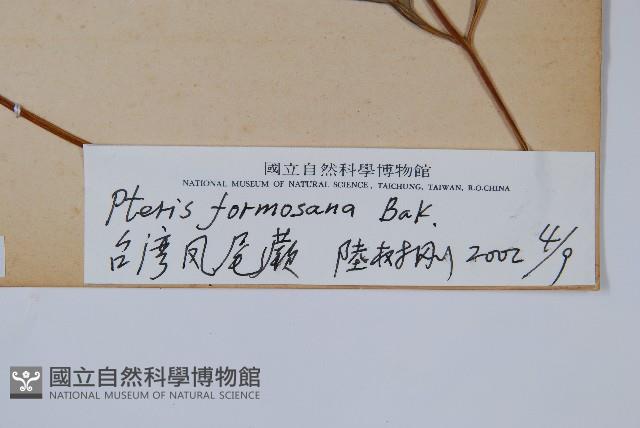 國立自然科學博物館
NATIONAL MUSEUM OF NATURAL SCIENCE, TAICHUNG, TAIWAN, R.O.CHINA
Pteris formosana Bak.
台湾凤尾蕨 陸樹刚 2002 4/9
國立自然科學博物館
NATIONAL MUSEUM OF NATURAL SCIENCE